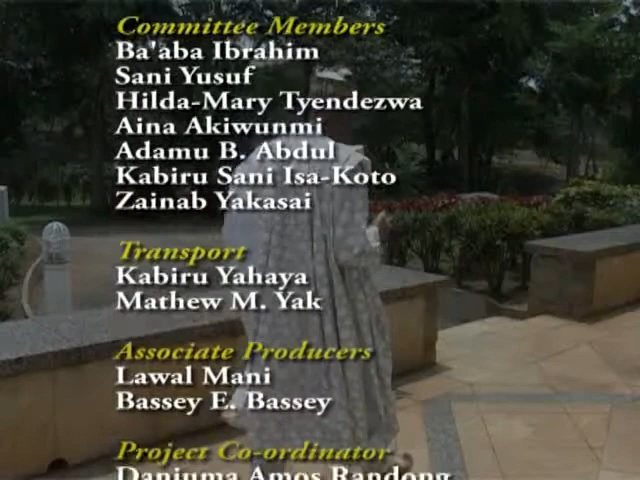 Committee Members
Ba'aba Ibrahim
Sani Yusuf
Hilda-Mary Tyendezwa
Aina Akiwunmi
Adamu B. Abdul
Kabiru Sani Isa-Koto
Zainab Yakasai
Transport
Kabiru Yahaya
Mathew M. Yak
Associate Producers
Lawal Mani
Bassey E. Bassey
Project Co-ordinator
Danjuma Amos Randong